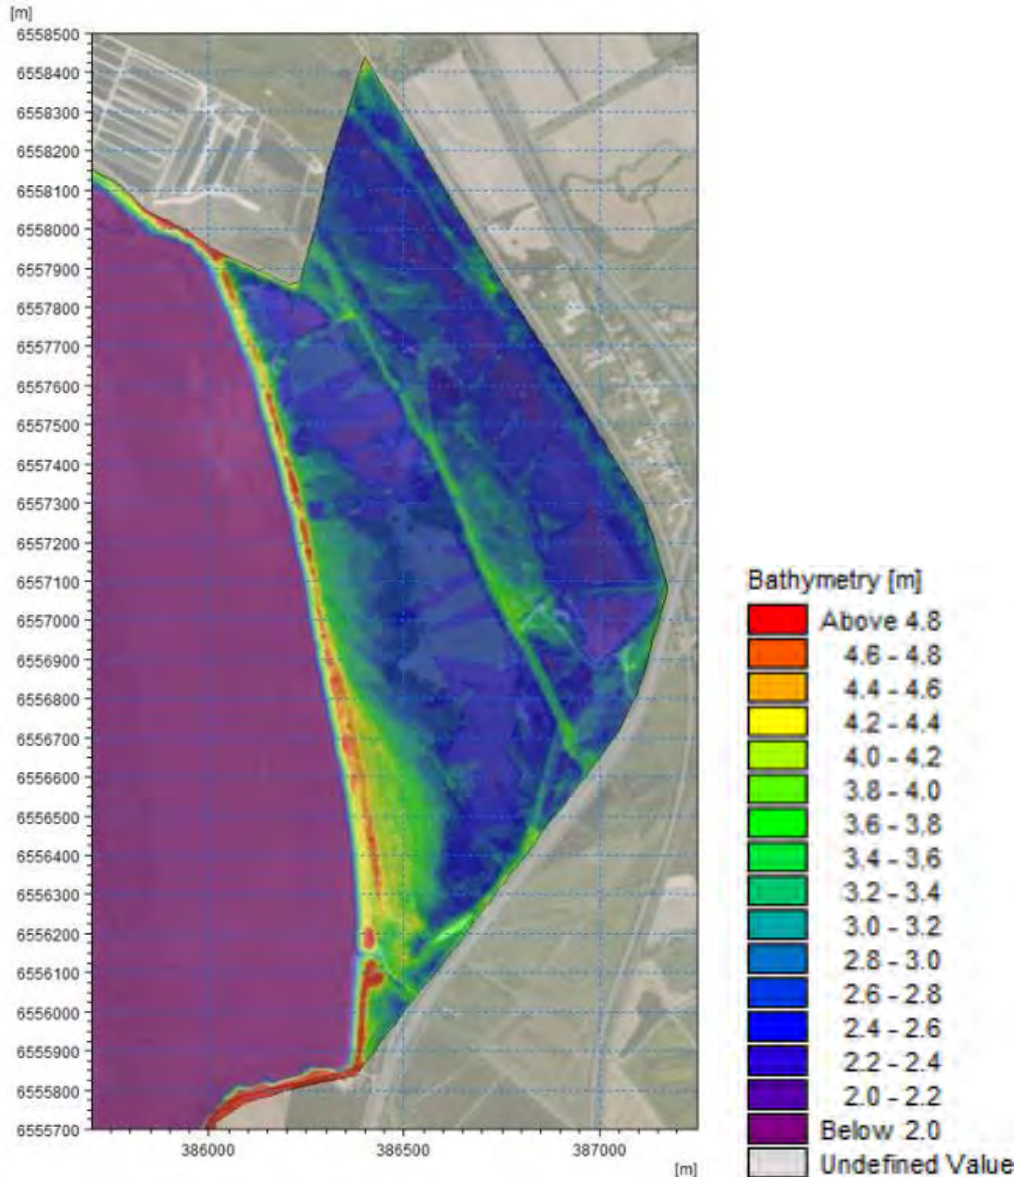 [m]
6558500
6558400
6558300
6558200
6558100
6558000
6557900
6557800
6557700
6557600
6557500
6557400
6557300
6557200
6557100
6557000
6556900
6556800
6556700
6556600
6556500
6556400
6556300
6556200
6556100
6556000
6555900
6555800
6555700
386000 386500 387000
[m]
Bathymetry [m]
Above 4.8
4.6 - 4.8
4.4 - 4.6
4.2 - 4.4
4.0 - 4.2
3.8 - 4.0
3.6 - 3.8
3.4 - 3.6
3.2 - 3.4
3.0 - 3.2
2.8 - 3.0
2.6 - 2.8
2.4 - 2.6
2.2 - 2.4
2.0 - 2.2
Below 2.0
Undefined Value